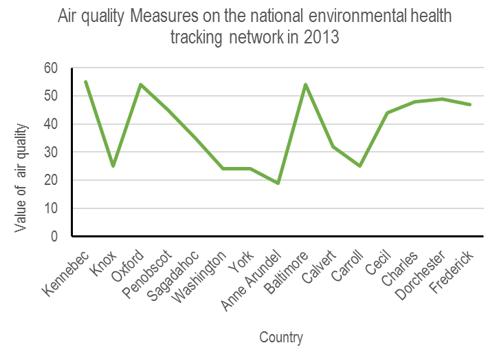 Air quality Measures on the national environmental health
tracking network in 2013
Value of  air quality
60
50
40
30
20
10
0
Kennebec
Knox
Oxford
Penobscot
Sagadahoc
Washington
York
Anne Arundel
Baltimore
Calvert
Carroll
Cecil
Charles
Dorchester
Frederick
Country